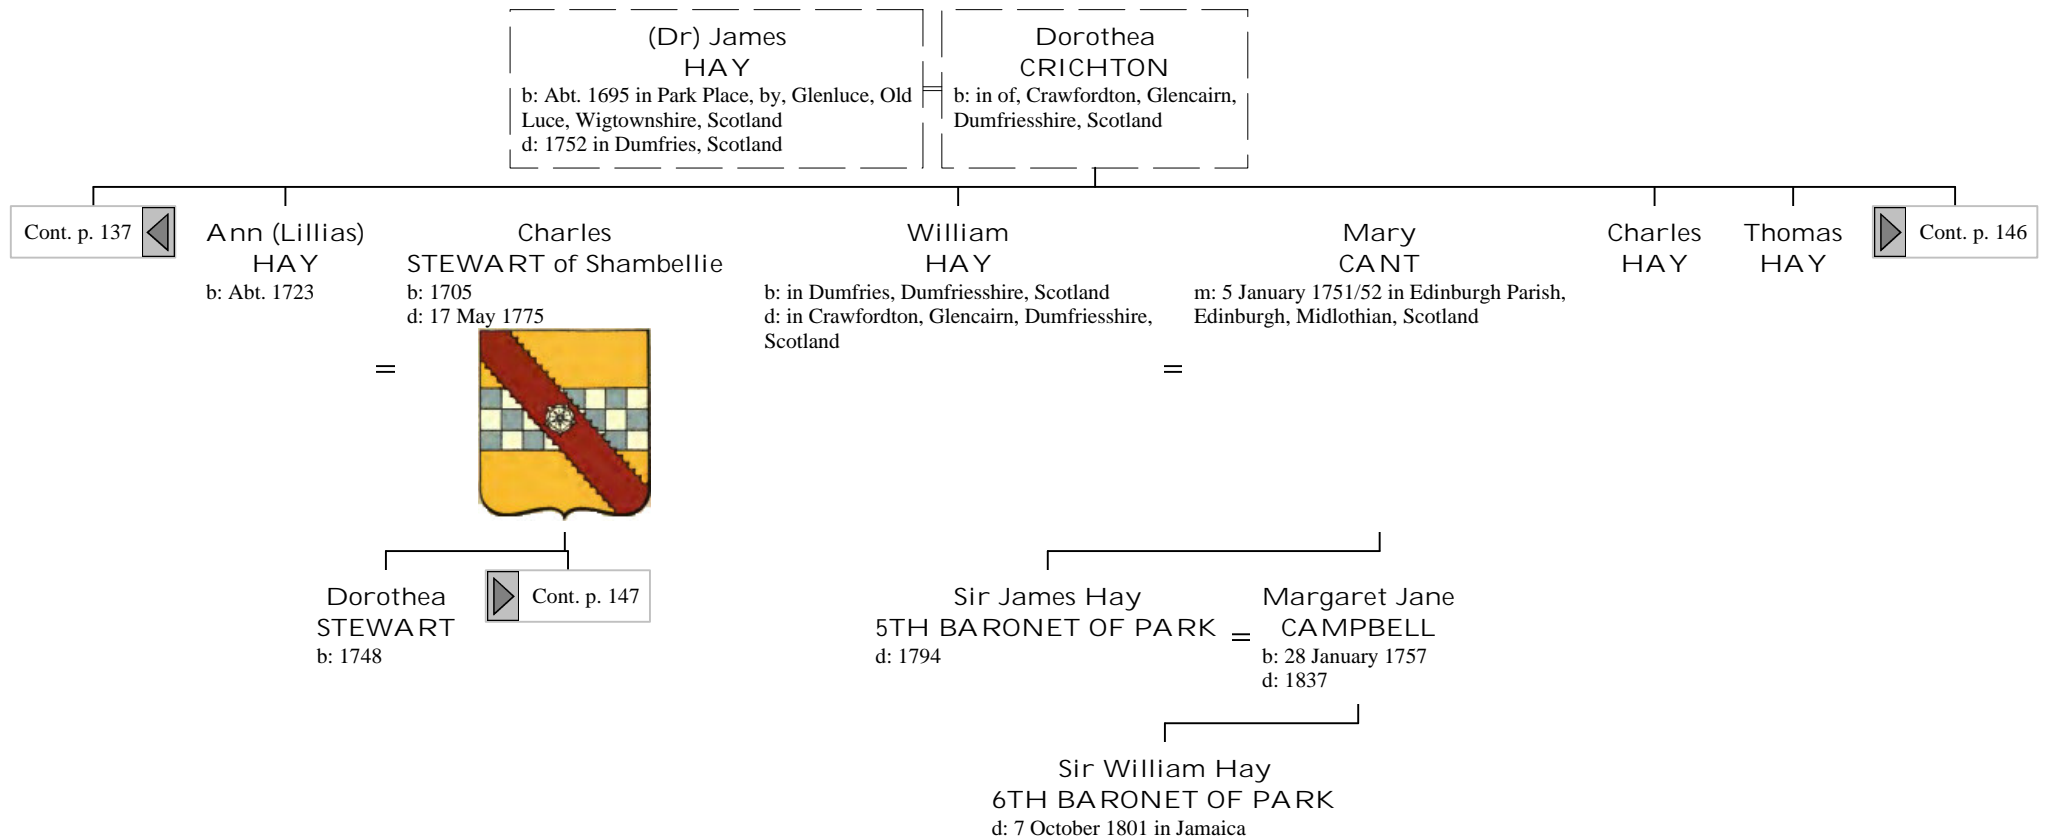 (Dr) James
HAY
b: Abt. 1695 in Park Place, by, Glenluce, Old
Luce, Wigtownshire, Scotland
d: 1752 in Dumfries, Scotland
=
Dorothea
CRICHTON
b: in of, Crawfordton, Glencairn,
Dumfriesshire, Scotland
Cont. p. 137
Ann (Lillias)
HAY
b: Abt. 1723
=
Charles
STEWART of Shambellie
b: 1705
d: 17 May 1775
William
HAY
b: in Dumfries, Dumfriesshire, Scotland
d: in Crawfordton, Glencairn, Dumfriesshire,
Scotland
=
Mary
CANT
m: 5 January 1751/52 in Edinburgh Parish,
Edinburgh, Midlothian, Scotland
Charles
HAY
Thomas
HAY
Cont. p. 146
Dorothea
STEWART
b: 1748
Cont. p. 147
Sir James Hay
5TH BARONET OF PARK
d: 1794
=
Margaret Jane
CAMPBELL
b: 28 January 1757
d: 1837
Sir William Hay
6TH BARONET OF PARK
d: 7 October 1801 in Jamaica